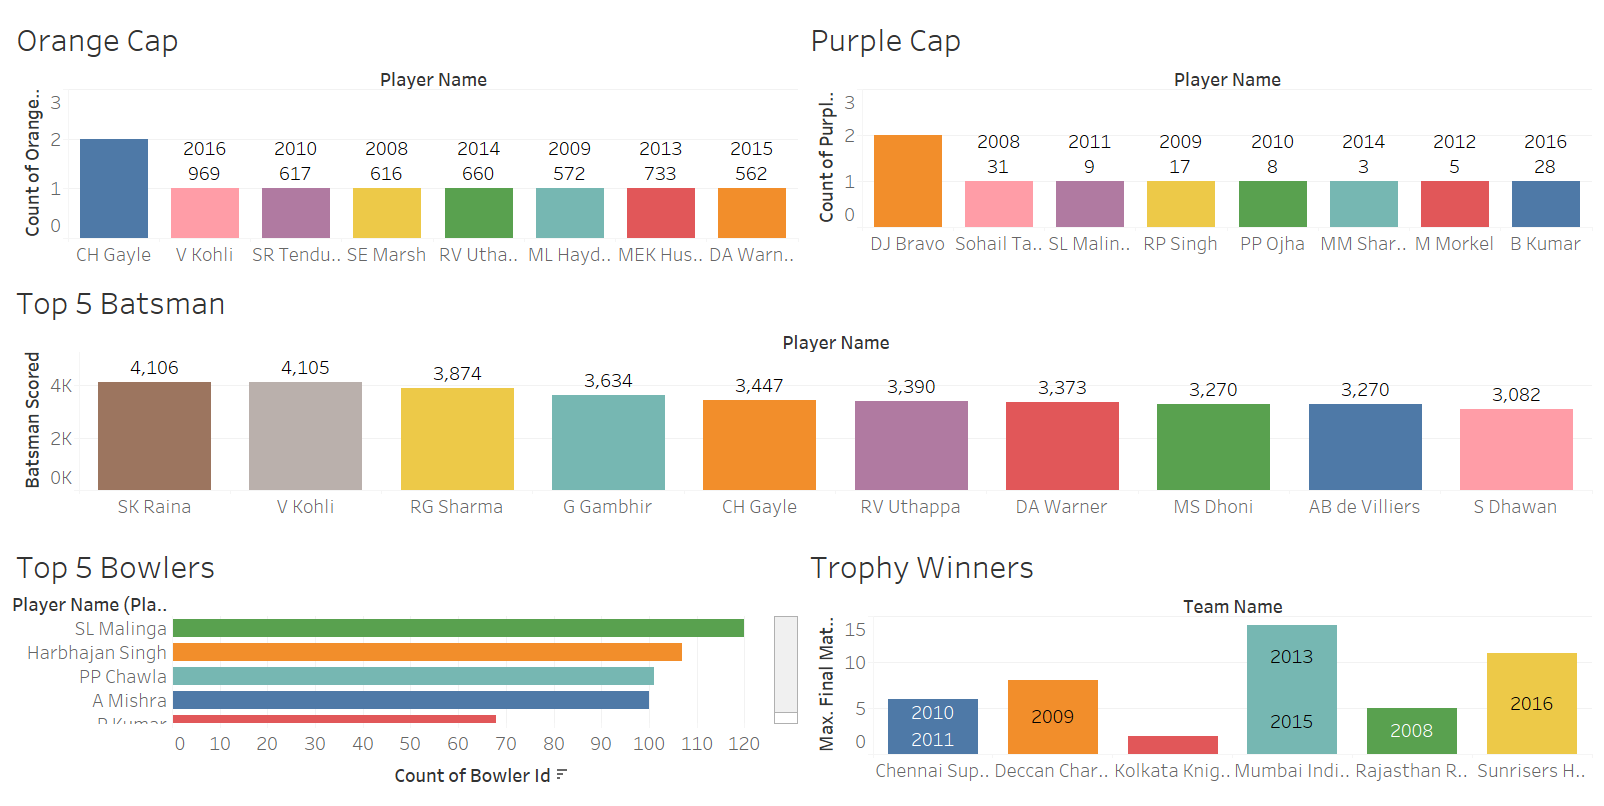 Orange Cap
Player Name
Count of Orange..
3
2
1
0
2016 2010 2008 2014 2009 2013 2015
969 617 616 660 572 733 562
CH Gayle V Kohli SR Tendu.. SE Marsh RV Utha.. ML Hayd.. MEK Hus.. DA Warn..
Purple Cap
Player Name
Count of Purpl..
3
2
1
0
2008 2011 2009 2010 2014 2012 2016
31 9 17 8 3 5 28
DJ Bravo Sohail Ta.. SL Malin.. RP Singh PP Ojha MM Shar.. M Morkel B Kumar
Top 5 Batsman
Player Name
Batsman Scored
4K
2K
0K
4,106 4,105 3,874 3,634 3,447 3,390 3,373 3,270 3,270 3,082
SK Raina V Kohli RG Sharma G Gambhir CH Gayle RV Uthappa DA Warner MS Dhoni AB de Villiers S Dhawan
Top 5 Bowlers
Player Name (Pla..
SL Malinga
Harbhajan Singh
PP Chawla
A Mishra
Kumar
0 10 20 30 40 50 60 70 80 90 100 110 120
Count of Bowler Id
Trophy Winners
Team Name
Max. Final Mat..
15
10
5
0
2010
2011
2009
2013
2015
2008
2016
Chennai Sup.. Deccan Char.. Kolkata Knig.. Mumbai Indi.. Rajasthan R.. Sunrisers H..